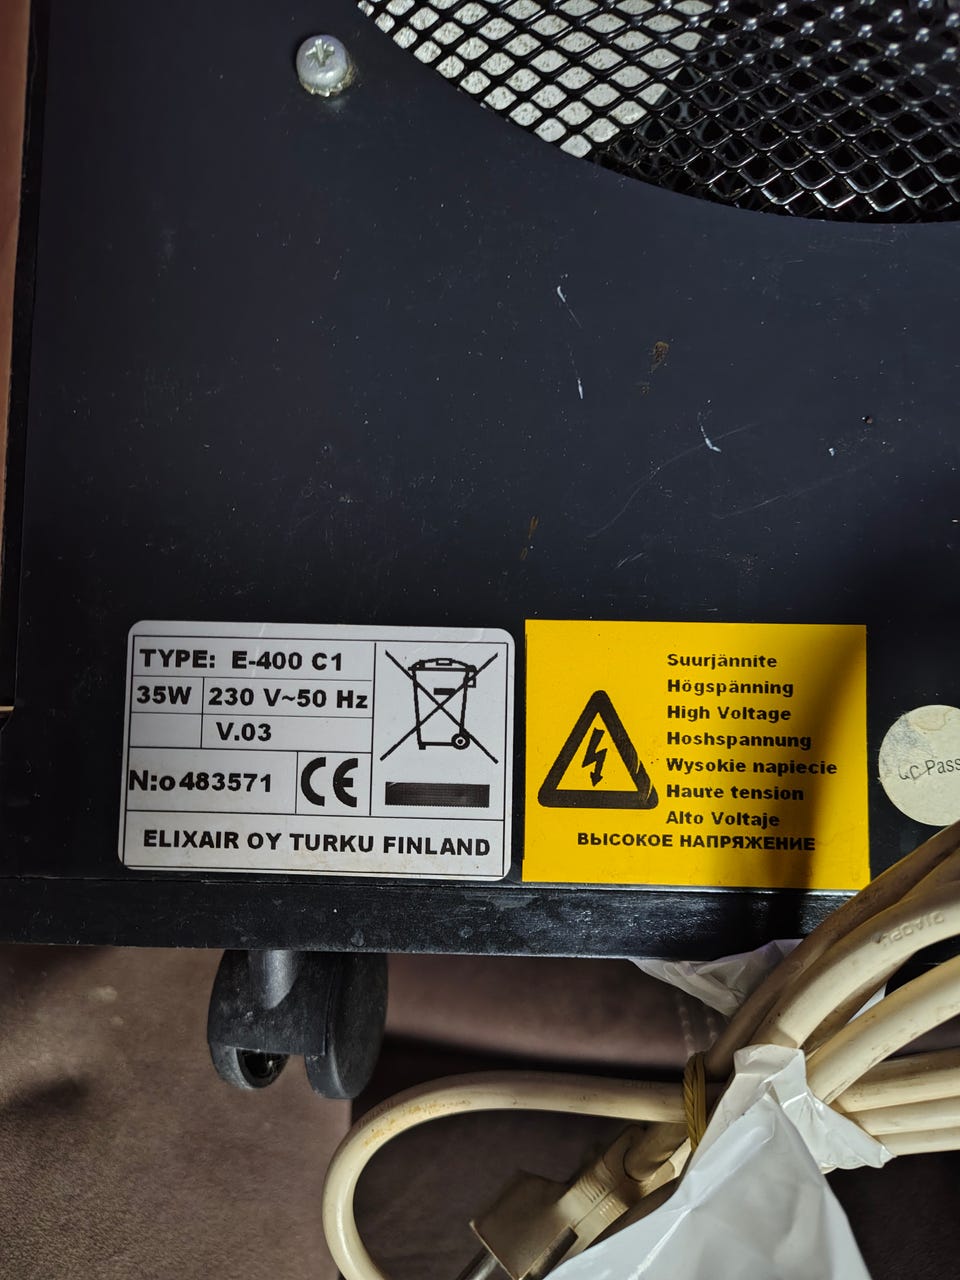 TYPE: E-400 C1
35W 230 V~50 Hz
V.03
N:o 483571 CE
ELIXAIR OY TURKU FINLAND
Suurjännite
Högspänning
High Voltage
Hoshspannung
Wysokie napiecie
Haute tension
Alto Voltaje
ВЫСОКОЕ НАПРЯЖЕНИЕ
QC Pass